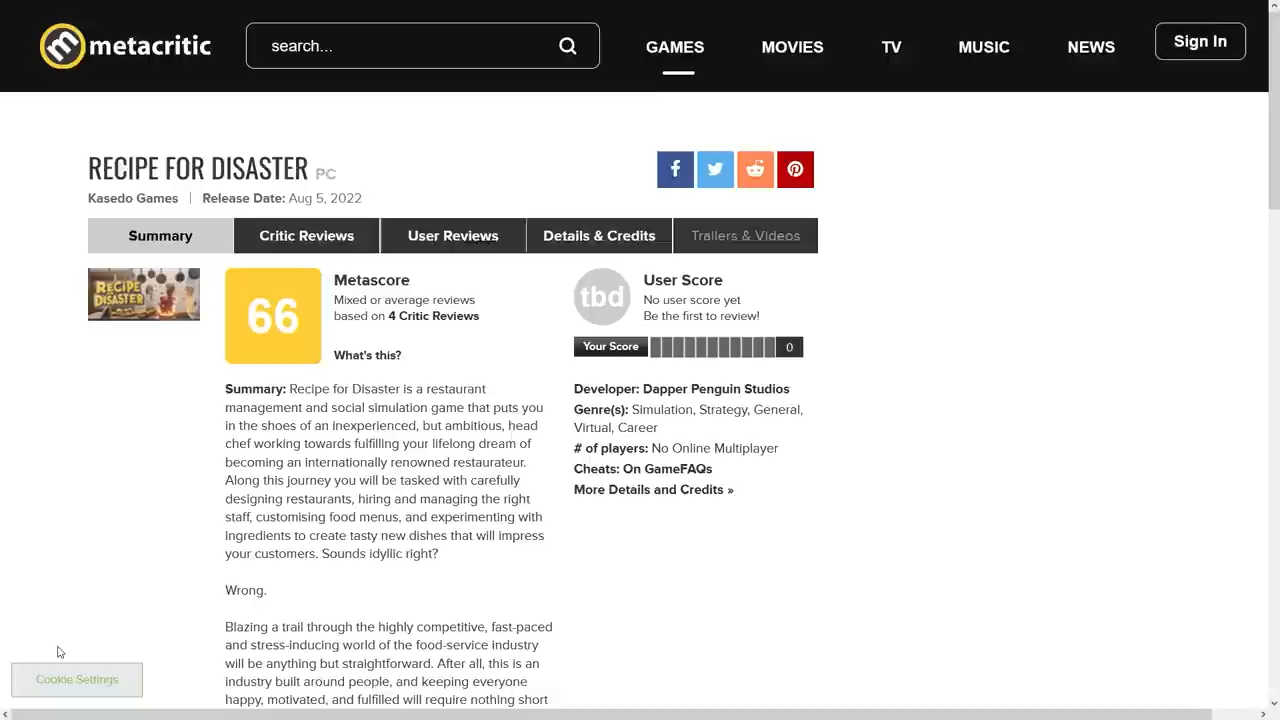 metacritic
search...
GAMES
MOVIES
TV
MUSIC
NEWS
Sign In
RECIPE FOR DISASTER PC
Kasedo Games | Release Date: Aug 5, 2022
Summary
Critic Reviews
User Reviews
Details & Credits
Trailers & Videos
RECIPE
DISASTER
66
Metascore
Mixed or average reviews
based on 4 Critic Reviews
What's this?
tbd
User Score
No user score yet
Be the first to review!
Your Score
0
Summary: Recipe for Disaster is a restaurant
management and social simulation game that puts you
in the shoes of an inexperienced, but ambitious, head
chef working towards fulfilling your lifelong dream of
becoming an internationally renowned restaurateur.
Along this journey you will be tasked with carefully
designing restaurants, hiring and managing the right
staff, customising food menus, and experimenting with
ingredients to create tasty new dishes that will impress
your customers. Sounds idyllic right?
Wrong.
Blazing a trail through the highly competitive, fast-paced
and stress-inducing world of the food-service industry
will be anything but straightforward. After all, this is an
industry built around people, and keeping everyone
happy, motivated, and fulfilled will require nothing short
Developer: Dapper Penguin Studios
Genre(s): Simulation, Strategy, General,
Virtual, Career
# of players: No Online Multiplayer
Cheats: On GameFAQs
More Details and Credits »
Cookie Settings